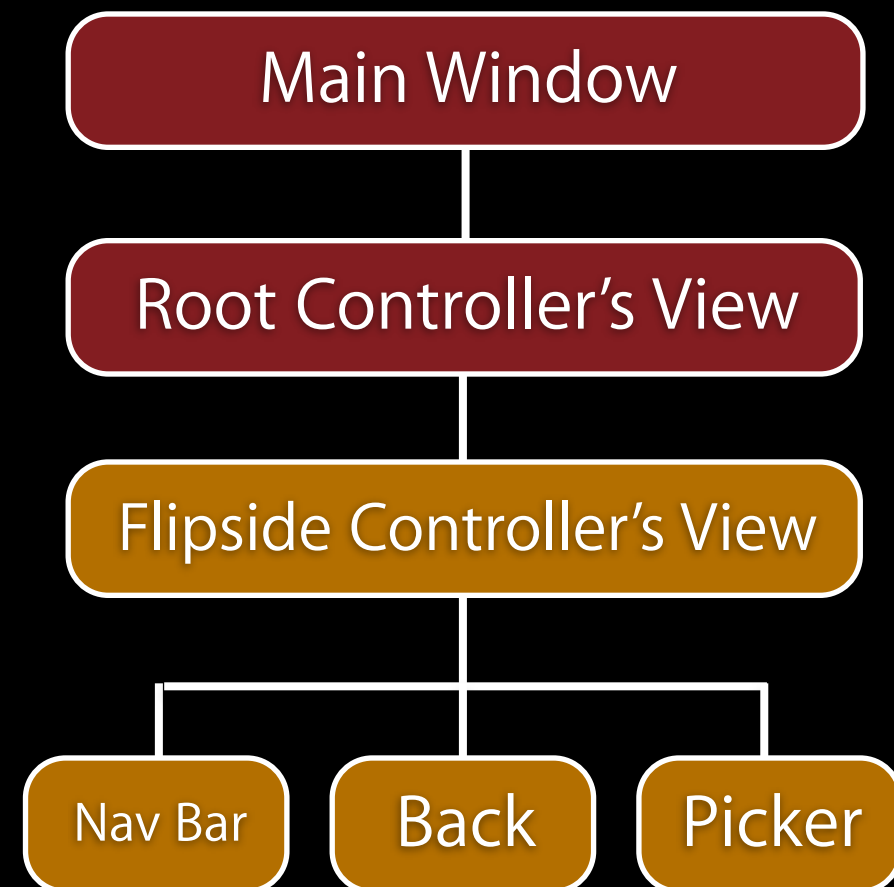 Main Window
Root Controller’s View
Flipside Controller’s View
Nav Bar
Back
Picker